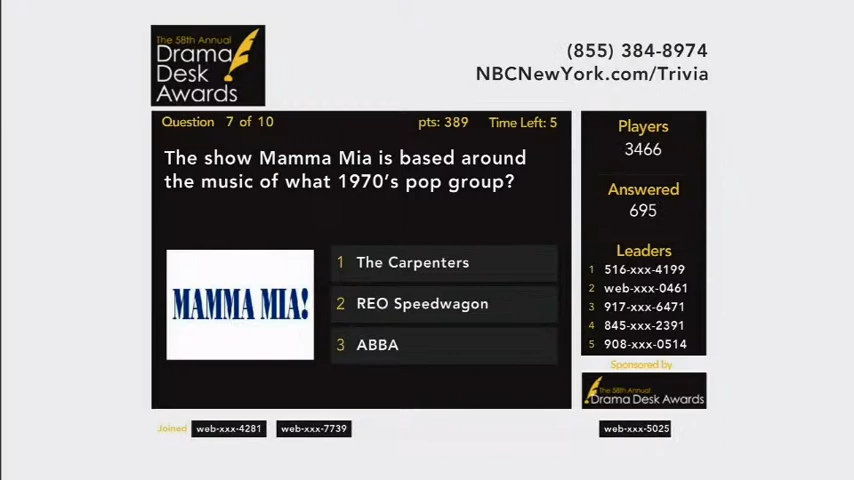 The 58th Annual
Drama
Desk
Awards
(855) 384-8974
NBCNewYork.com/Trivia
Question 7 of 10 pts: 389 Time Left: 5
The show Mamma Mia is based around
the music of what 1970's pop group?
MAMMA MIA!
1 The Carpenters
2 REO Speedwagon
3 ABBA
Players
3466
Answered
695
Leaders
1 516-xxx-4199
2 web-xxx-0461
3 917-xxx-6471
4 845-xxx-2391
5 908-xxx-0514
Sponsored by
The 58th Annual
Drama Desk Awards
Joined web-xxx-4281 web-xxx-7739 web-xxx-5025